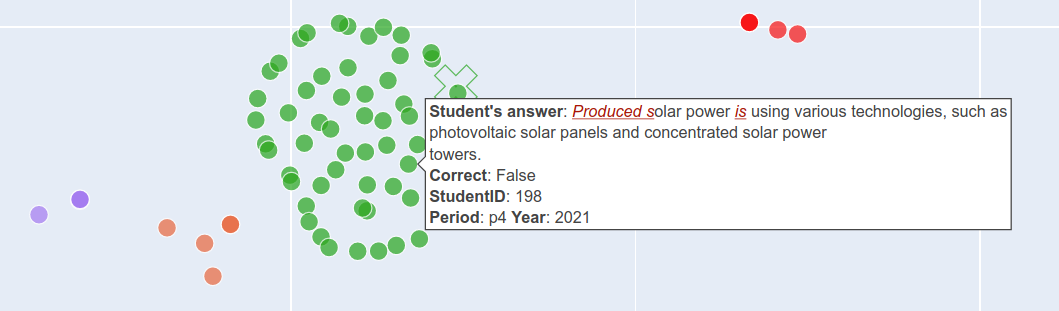 Student's answer: Produced solar power is using various technologies, such as
photovoltaic solar panels and concentrated solar power
towers.
Correct: False
StudentID: 198
Period: p4 Year: 2021